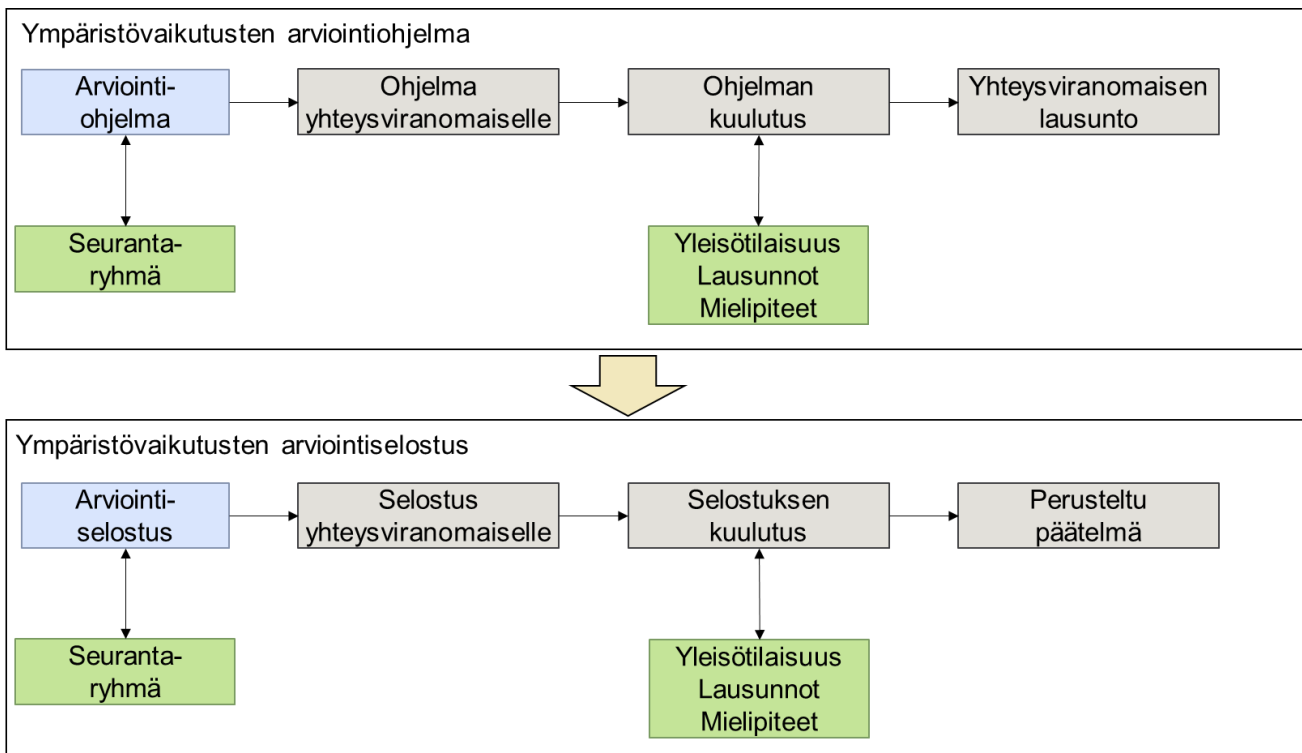 Ympäristövaikutusten arviointiohjelma
Arviointi-
ohjelma
Ohjelma
yhteysviranomaiselle
Ohjelman
kuulutus
Yhteysviranomaisen
lausunto
Seuranta-
ryhmä
Yleisötilaisuus
Lausunnot
Mielipiteet
Ympäristövaikutusten arviointiselostus
Arviointi-
selostus
Selostus
yhteysviranomaiselle
Selostuksen
kuulutus
Perusteltu
päätelmä
Seuranta-
ryhmä
Yleisötilaisuus
Lausunnot
Mielipiteet